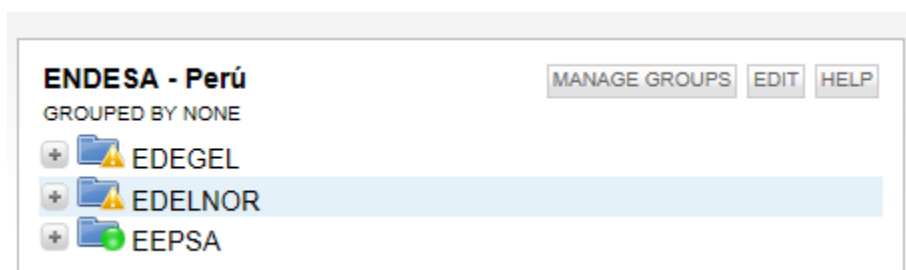 ENDESA - Perú
MANAGE GROUPS EDIT HELP
GROUPED BY NONE
EDEGEL
EDELNOR
EEPSA